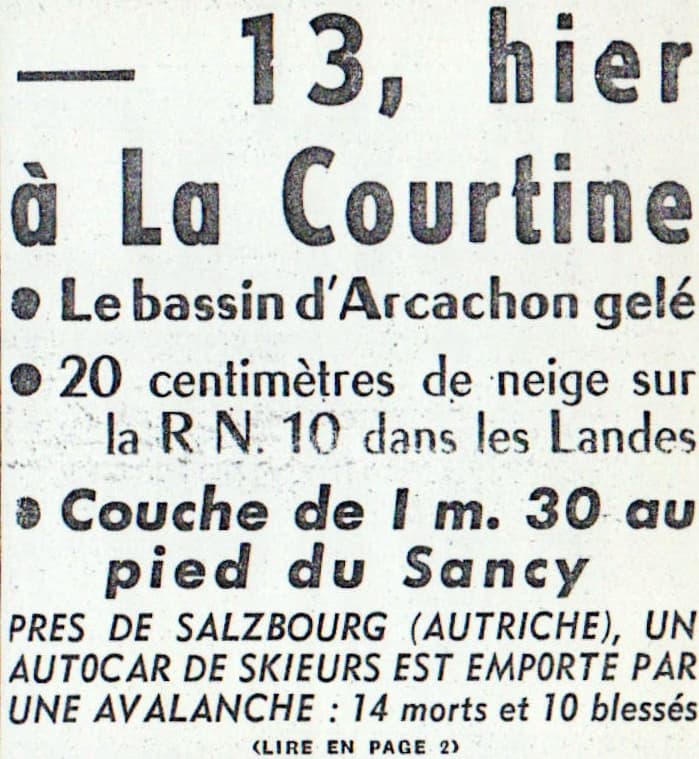 — 13, hier
à La Courtine
● Le bassin d'Arcachon gelé
● 20 centimètres de neige sur
la R N. 10 dans les Landes
● Couche de 1 m. 30 au
pied du Sancy
PRES DE SALZBOURG (AUTRICHE), UN
AUTOCAR DE SKIEURS EST EMPORTE PAR
UNE AVALANCHE : 14 morts et 10 blessés
(LIRE EN PAGE 2)